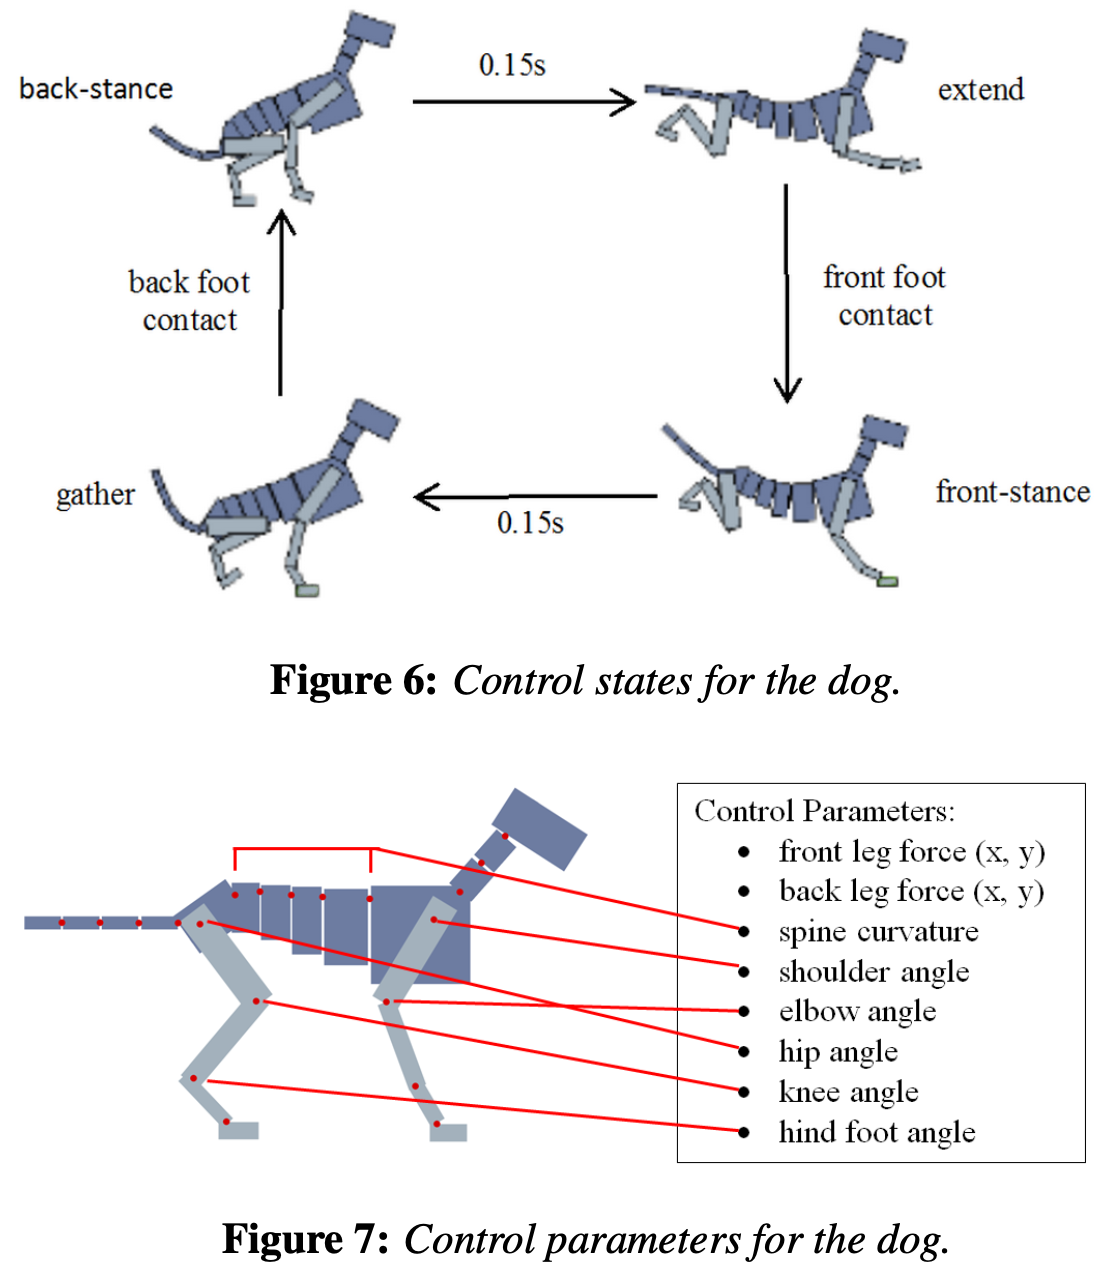 back-stance
0.15s
extend
back foot
contact
front foot
contact
gather
0.15s
front-stance
Figure 6: Control states for the dog.
Control Parameters:
• front leg force (x, y)
• back leg force (x, y)
• spine curvature
• shoulder angle
• elbow angle
• hip angle
• knee angle
• hind foot angle
Figure 7: Control parameters for the dog.